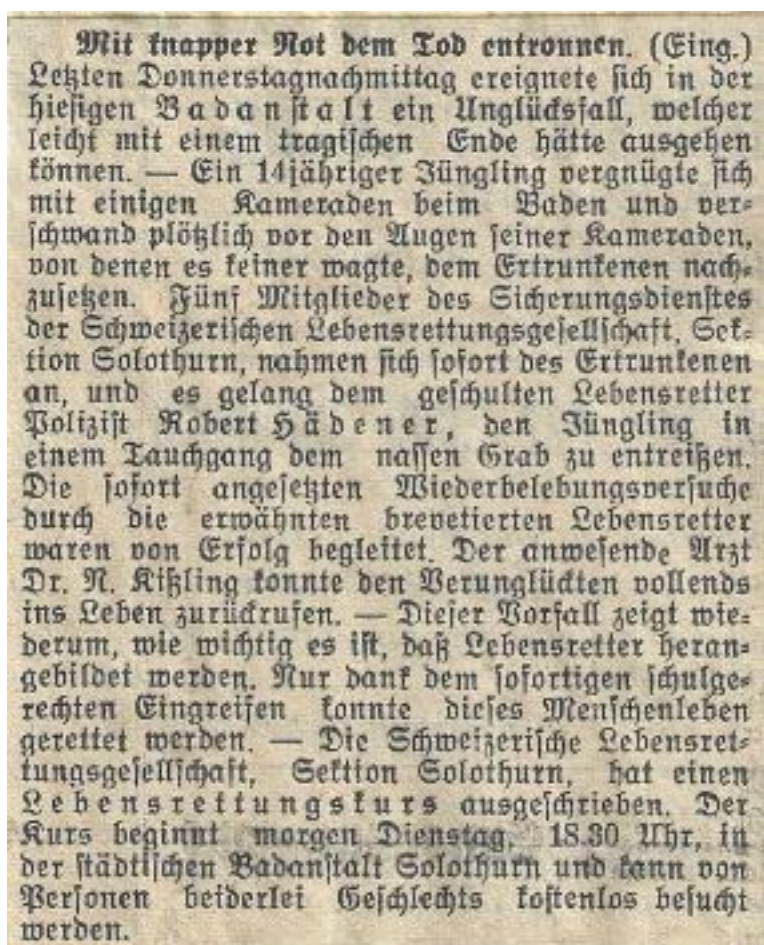 Mit knapper Not dem Tod entronnen. (Eing.)
Letzten Donnerstagnachmittag ereignete sich in der
hiesigen Badanstalt ein Unglücksfall, welcher
leicht mit einem tragischen Ende hätte ausgehen
können. — Ein 14jähriger Jüngling vergnügte sich
mit einigen Kameraden beim Baden und ver-
schwand plötzlich vor den Augen seiner Kameraden,
von denen es keiner wagte, dem Ertrunkenen nach-
zusetzen. Fünf Mitglieder des Sicherungsdienstes
der Schweizerischen Lebensrettungsgesellschaft, Sek-
tion Solothurn, nahmen sich sofort des Ertrunkenen
an, und es gelang dem geschulten Lebensretter
Polizist Robert Hädener, den Jüngling in
einem Tauchgang dem nassen Grab zu entreißen.
Die sofort angesetzten Wiederbelebungsversuche
durch die erwähnten brevetierten Lebensretter
waren von Erfolg begleitet. Der anwesende Arzt
Dr. N. Kißling konnte den Verunglückten vollends
ins Leben zurückrufen. — Dieser Vorfall zeigt wie-
derum, wie wichtig es ist, daß Lebensretter heran-
gebildet werden. Nur dank dem sofortigen schulge-
rechten Eingreifen konnte dieses Menschenleben
gerettet werden. — Die Schweizerische Lebensret-
tungsgesellschaft, Sektion Solothurn, hat einen
Lebensrettungskurs ausgeschrieben. Der
Kurs beginnt morgen Dienstag, 18.30 Uhr, in
der städtischen Badanstalt Solothurn und kann von
Personen beiderlei Geschlechts kostenlos besucht
werden.